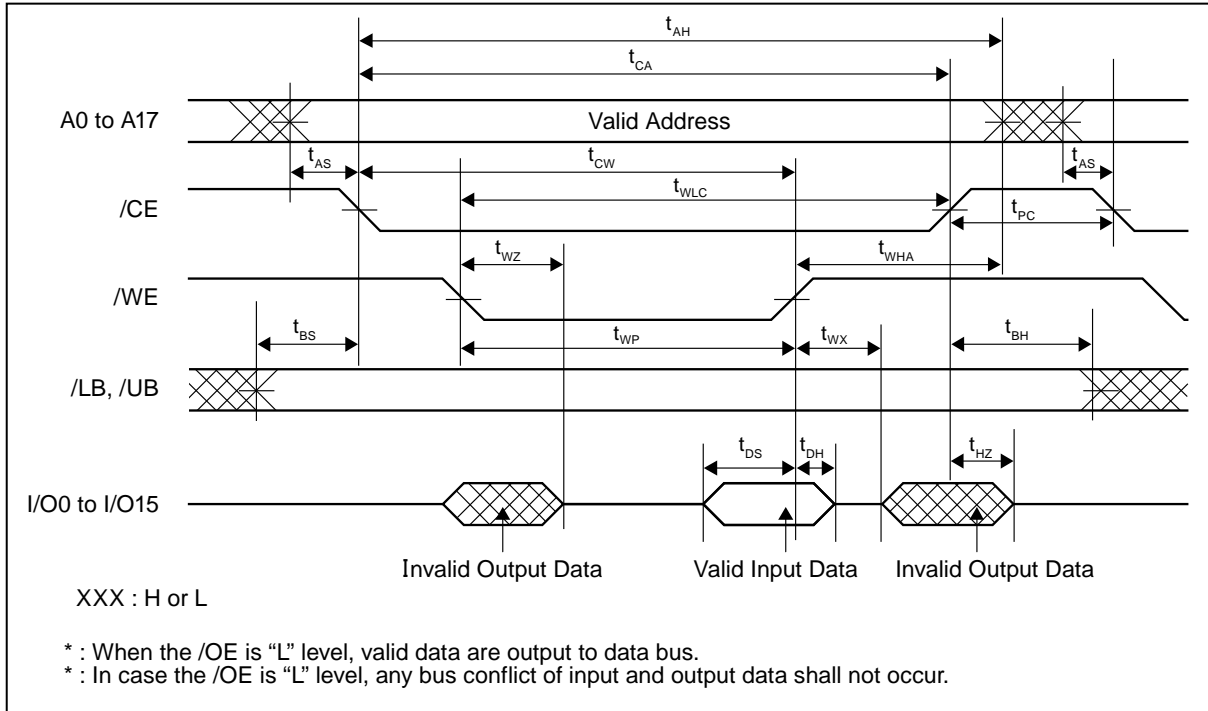 tAH
tCA
A0 to A17 Valid Address
tAS tCW tAS
/CE tWLC tPC
tWZ tWHA
/WE
tBS tWP tWX tBH
/LB, /UB
tDS tDH tHZ
I/O0 to I/O15
Invalid Output Data Valid Input Data Invalid Output Data
XXX : H or L
* : When the /OE is “L” level, valid data are output to data bus.
* : In case the /OE is “L” level, any bus conflict of input and output data shall not occur.